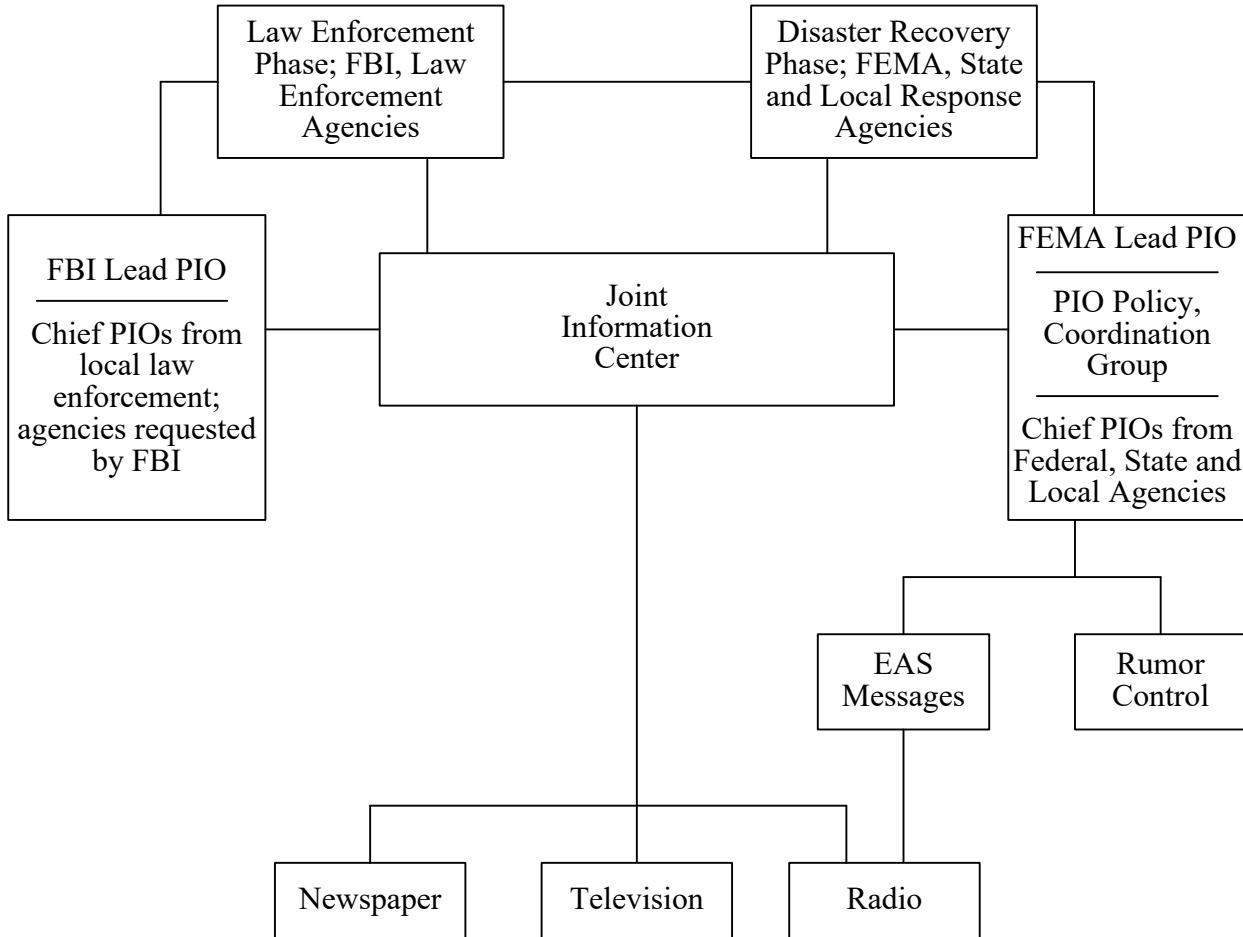 Law Enforcement
Phase; FBI, Law
Enforcement
Agencies
Disaster Recovery
Phase; FEMA, State
and Local Response
Agencies
FBI Lead PIO
Chief PIOs from
local law
enforcement;
agencies requested
by FBI
Joint
Information
Center
FEMA Lead PIO
PIO Policy,
Coordination
Group
Chief PIOs from
Federal, State and
Local Agencies
EAS
Messages
Rumor
Control
Newspaper
Television
Radio